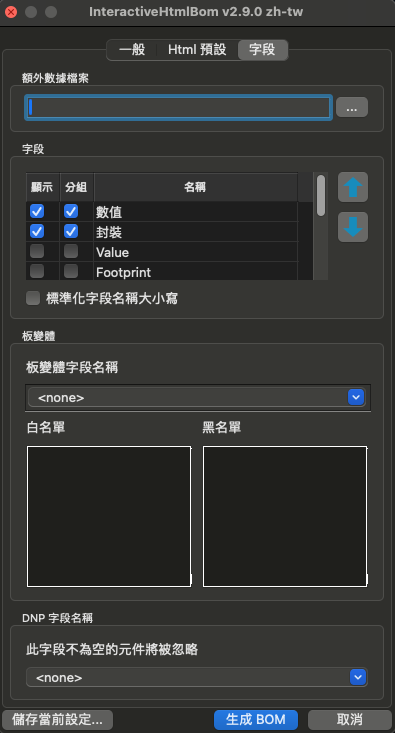 InteractiveHtmlBom v2.9.0 zh-tw
一般 Html 預設 字段
額外數據檔案
...
字段
顯示 分組 名稱
數值
封裝
Value
Footprint
標準化字段名稱大小寫
板變體
板變體字段名稱
<none>
白名單 黑名單
DNP 字段名稱
此字段不為空的元件將被忽略
<none>
儲存當前設定... 生成 BOM 取消